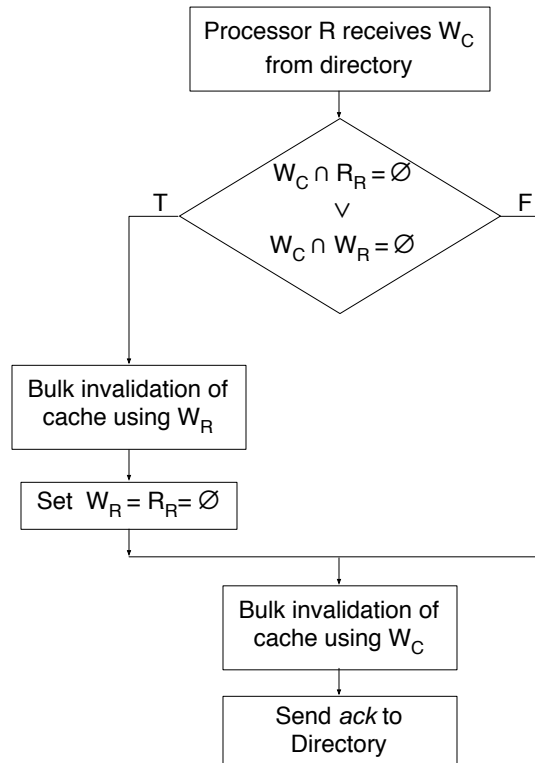 Processor R receives W_C
from directory
W_C ∩ R_R = ∅
∨
W_C ∩ W_R = ∅
T
F
Bulk invalidation of
cache using W_R
Set W_R = R_R = ∅
Bulk invalidation of
cache using W_C
Send ack to
Directory